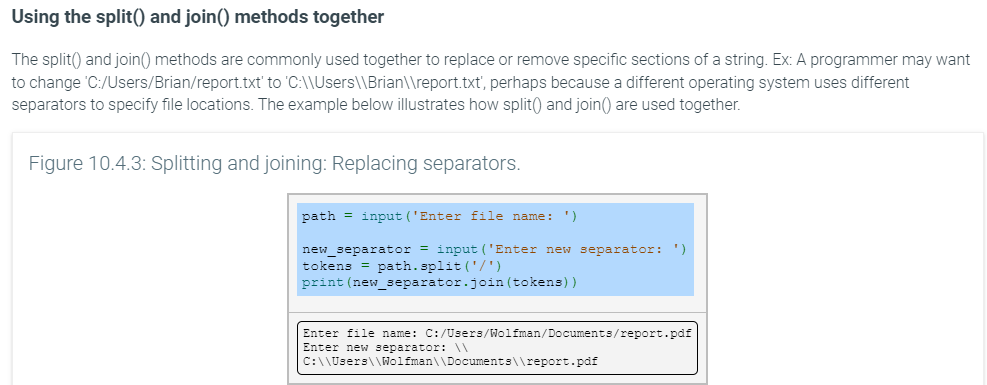 Using the split() and join() methods together
The split() and join() methods are commonly used together to replace or remove specific sections of a string. Ex: A programmer may want
to change 'C:/Users/Brian/report.txt' to 'C:\\Users\\Brian\\report.txt', perhaps because a different operating system uses different
separators to specify file locations. The example below illustrates how split() and join() are used together.
Figure 10.4.3: Splitting and joining: Replacing separators.
path = input('Enter file name: ')
new_separator = input('Enter new separator: ')
tokens = path.split('/')
print(new_separator.join(tokens))
Enter file name: C:/Users/Wolfman/Documents/report.pdf
Enter new separator: \\
C:\\Users\\Wolfman\\Documents\\report.pdf